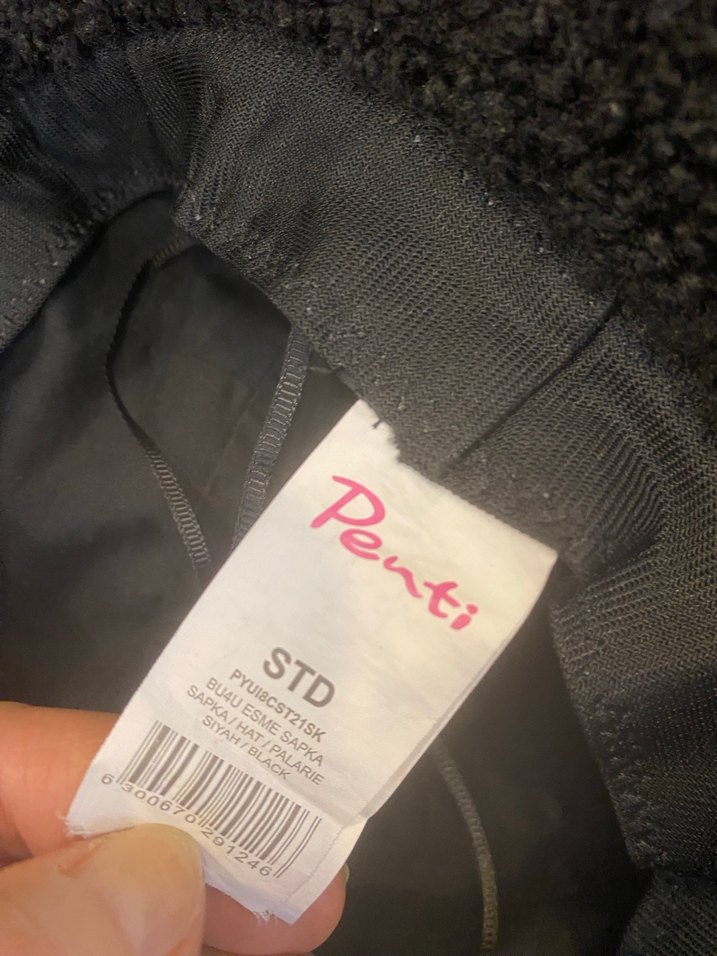 Penti
STD
PYUI8CST21SK
BU4U ESME SAPKA
SAPKA / HAT / PALARIE
SIYAH / BLACK
6 300670 291246